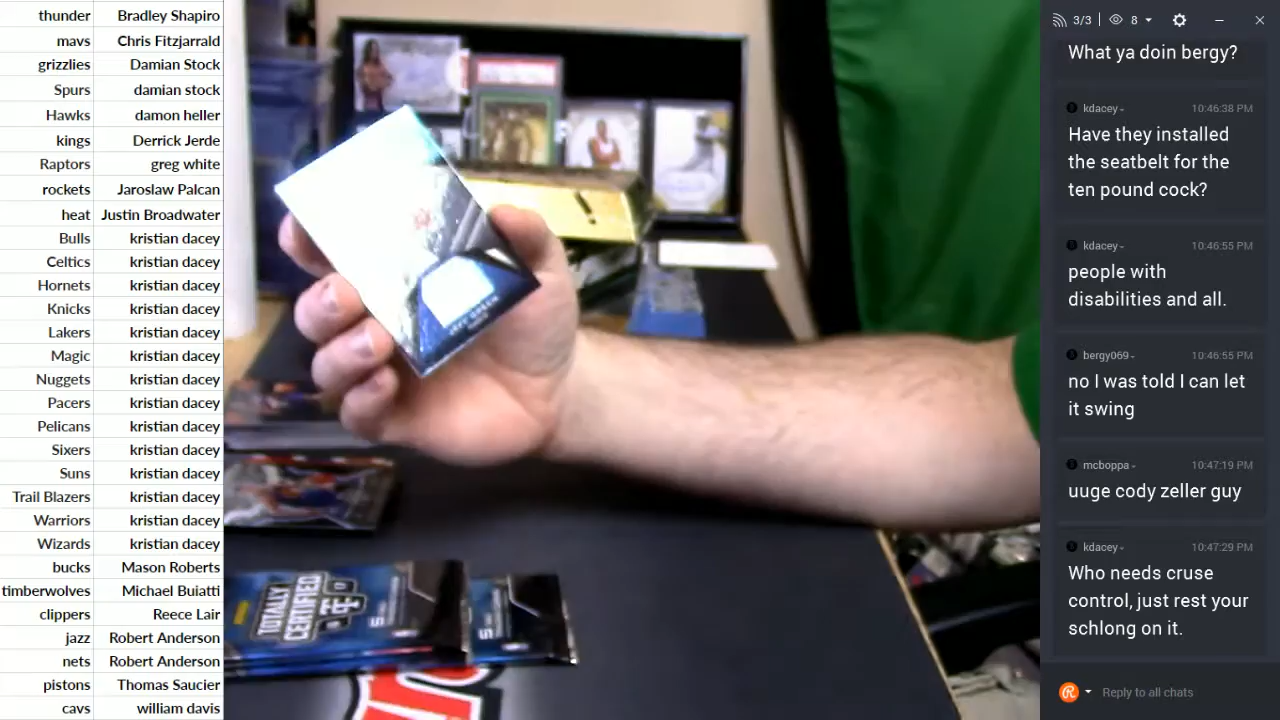 thunder Bradley Shapiro
mavs Chris Fitzjarrald
grizzlies Damian Stock
Spurs damian stock
Hawks damon heller
kings Derrick Jerde
Raptors greg white
rockets Jaroslaw Palcan
heat Justin Broadwater
Bulls kristian dacey
Celtics kristian dacey
Hornets kristian dacey
Knicks kristian dacey
Lakers kristian dacey
Magic kristian dacey
Nuggets kristian dacey
Pacers kristian dacey
Pelicans kristian dacey
Sixers kristian dacey
Suns kristian dacey
Trail Blazers kristian dacey
Warriors kristian dacey
Wizards kristian dacey
bucks Mason Roberts
timberwolves Michael Buiatti
clippers Reece Lair
jazz Robert Anderson
nets Robert Anderson
pistons Thomas Saucier
cavs william davis
JEFF GREEN
TOTALLY
CERTIFIED
3/3 8
What ya doin bergy?
kdacey 10:46:38 PM
Have they installed
the seatbelt for the
ten pound cock?
kdacey 10:46:55 PM
people with
disabilities and all.
bergy069 10:46:55 PM
no I was told I can let
it swing
mcboppa 10:47:19 PM
uuge cody zeller guy
kdacey 10:47:29 PM
Who needs cruse
control, just rest your
schlong on it.
Reply to all chats